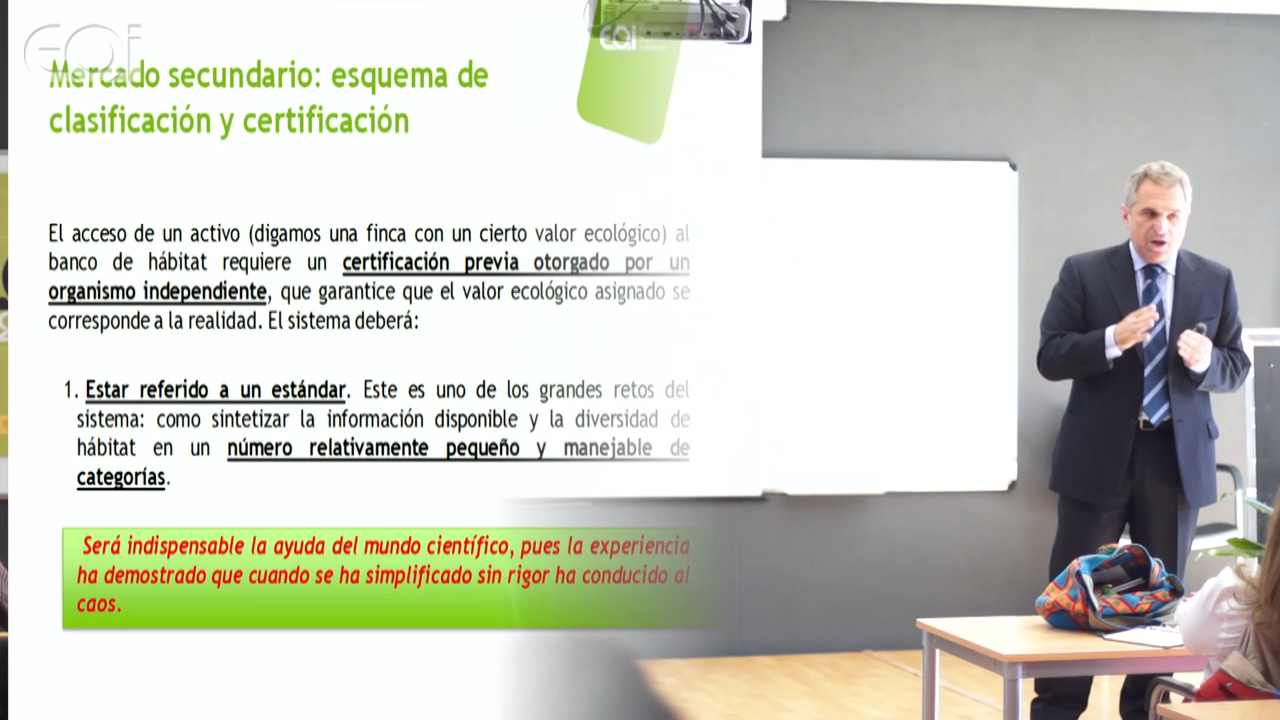 eoi
eoi
Mercado secundario: esquema de
clasificación y certificación
El acceso de un activo (digamos una finca con un cierto valor ecológico) al
banco de hábitat requiere un certificación previa otorgado por un
organismo independiente, que garantice que el valor ecológico asignado se
corresponde a la realidad. El sistema deberá:
1. Estar referido a un estándar. Este es uno de los grandes retos del
sistema: como sintetizar la información disponible y la diversidad de
hábitat en un número relativamente pequeño y manejable de
categorías.
Será indispensable la ayuda del mundo científico, pues la experiencia
ha demostrado que cuando se ha simplificado sin rigor ha conducido al
caos.